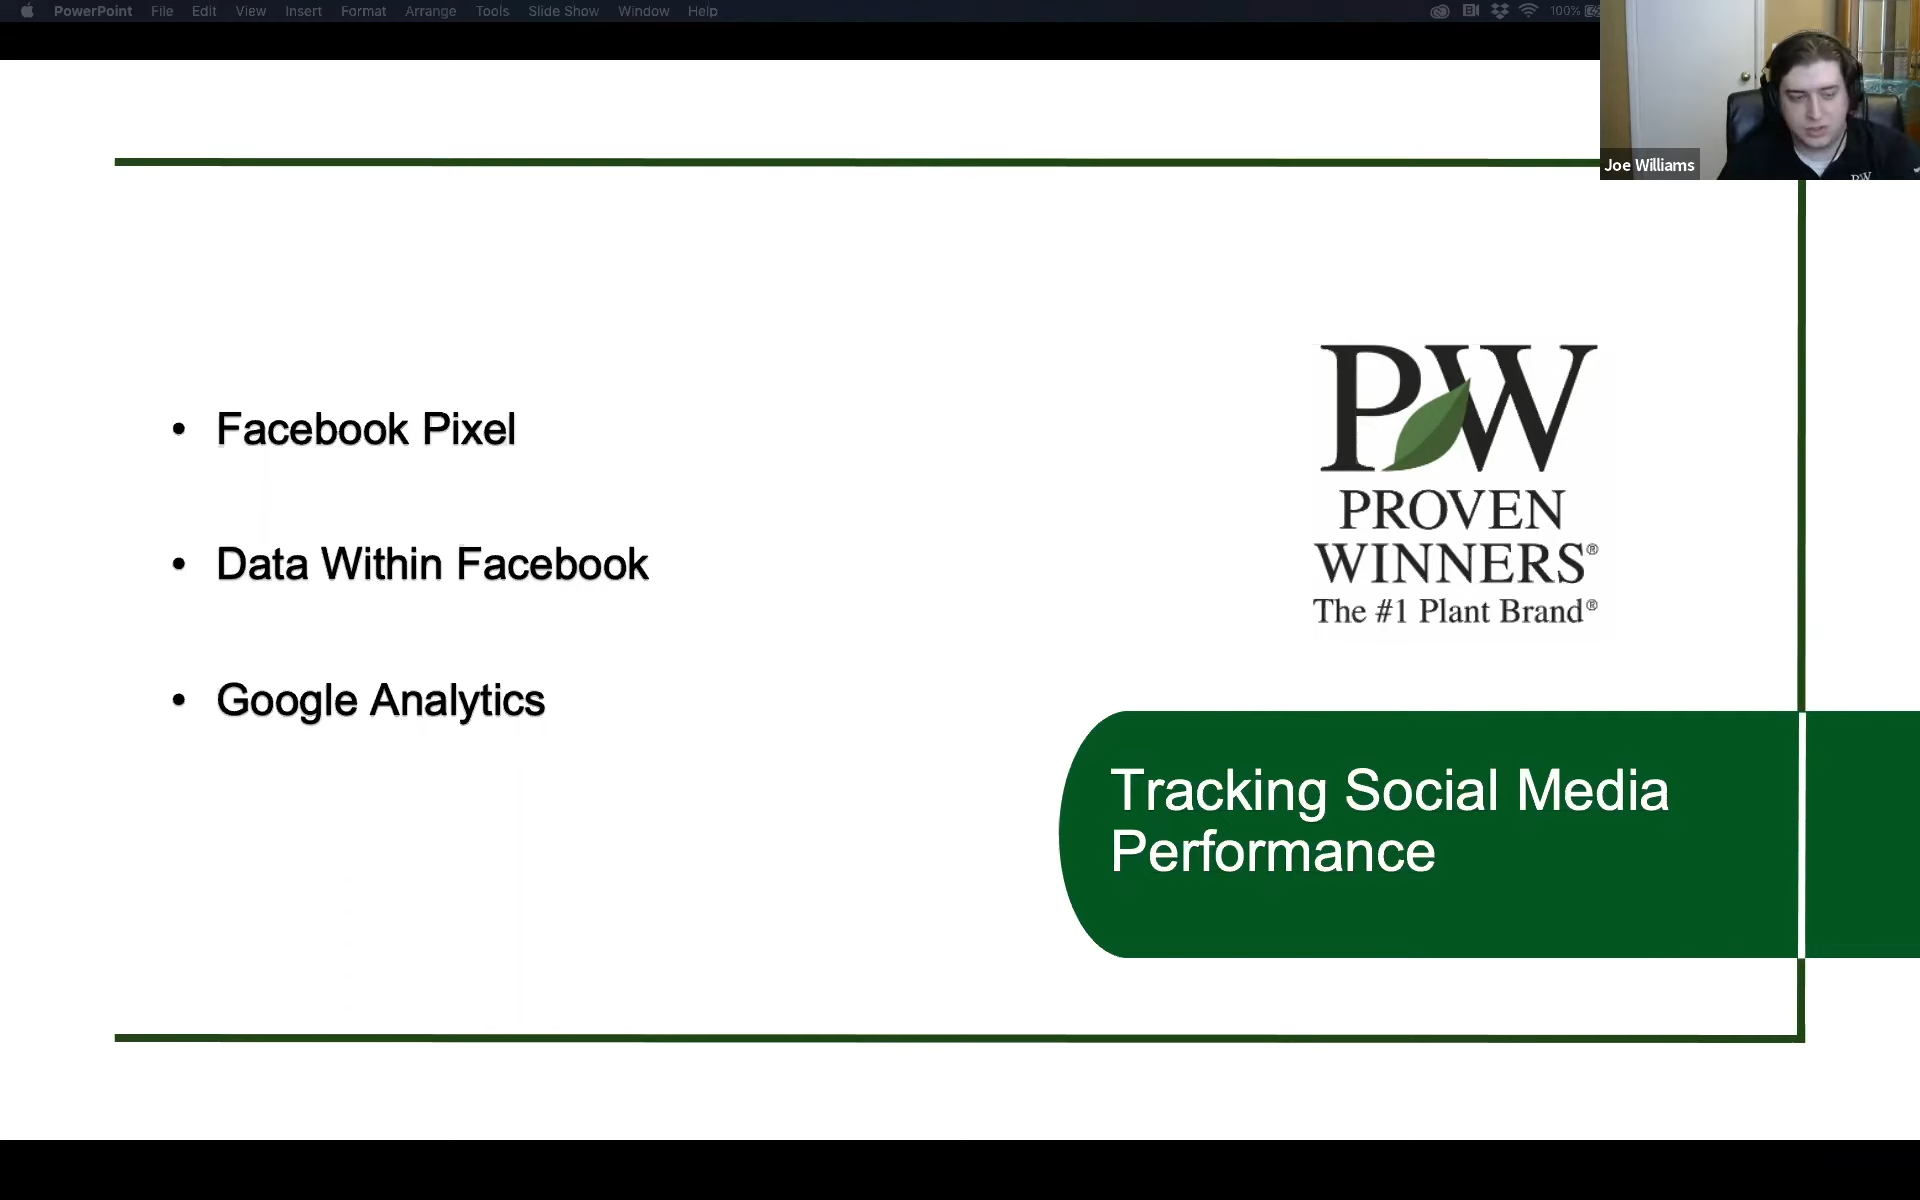 PowerPoint File Edit View Insert Format Arrange Tools Slide Show Window Help 100%
Joe Williams
PW
PW
PROVEN
WINNERS®
The #1 Plant Brand®
• Facebook Pixel
• Data Within Facebook
• Google Analytics
Tracking Social Media
Performance